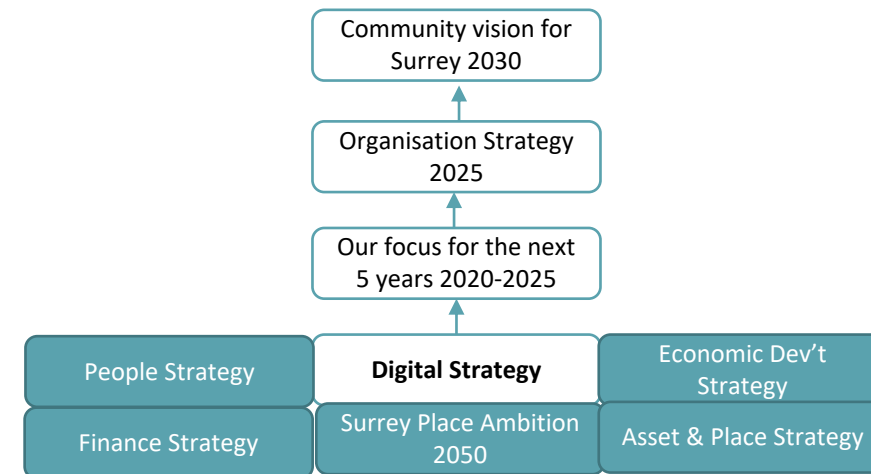 Community vision for
Surrey 2030
Organisation Strategy
2025
Our focus for the next
5 years 2020-2025
People Strategy
Digital Strategy
Economic Dev’t
Strategy
Finance Strategy
Surrey Place Ambition
2050
Asset & Place Strategy